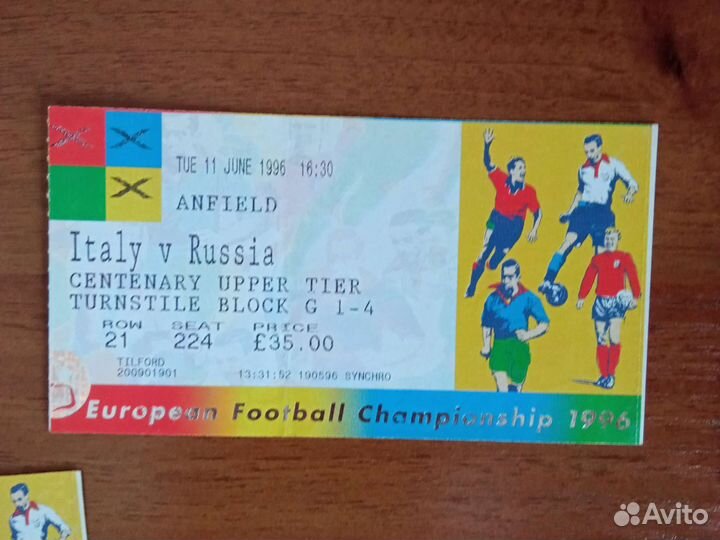 TUE 11 JUNE 1996 16:30
ANFIELD
Italy v Russia
CENTENARY UPPER TIER
TURNSTILE BLOCK G 1-4
ROW SEAT PRICE
21 224 £35.00
TILFORD
200901901 13:31:52 190596 SYNCHRO
European Football Championship 1996
Avito